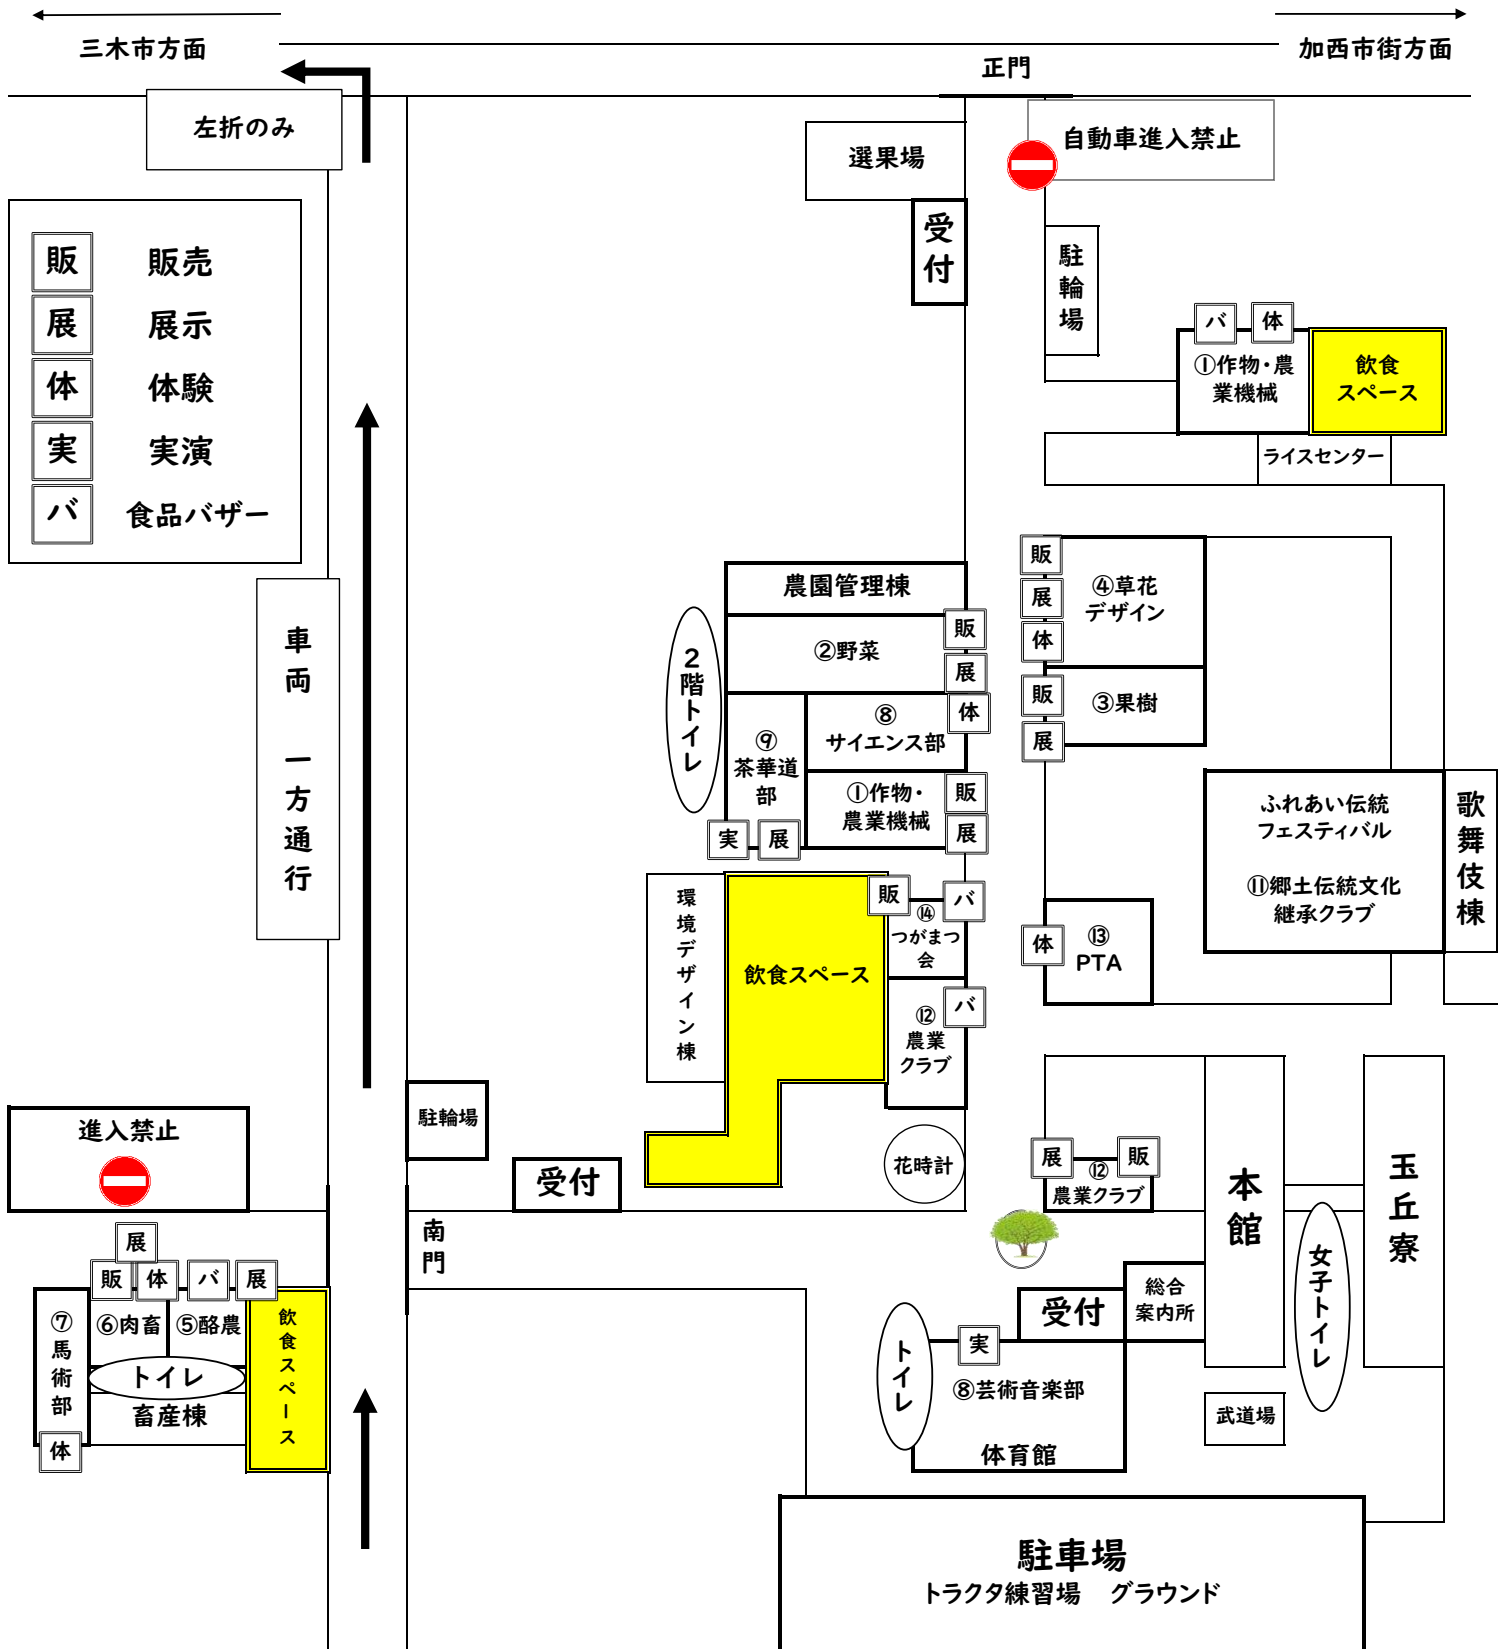 三木市方面
加西市街方面
正門
左折のみ
選果場
自動車進入禁止
受付
駐輪場
販 販売
展 展示
体 体験
実 実演
バ 食品バザー
バ 体
①作物・農
業機械
飲食
スペース
ライスセンター
車両 一方通行
農園管理棟
②野菜
販
展
2階トイレ
⑧
サイエンス部
体
⑨
茶華道
部
実 展
①作物・
農業機械
販
展
販
展
体
④草花
デザイン
販
展
③果樹
ふれあい伝統
フェスティバル
⑪郷土伝統文化
継承クラブ
歌舞伎棟
環境デザイン棟
飲食スペース
販 バ
⑭
つがまつ
会
体
⑬
PTA
バ
⑫
農業
クラブ
進入禁止
駐輪場
受付
花時計
展 販
⑫
農業クラブ
本館
玉丘寮
南門
女子トイレ
展
販 体 バ 展
⑦馬術部
⑥肉畜
⑤酪農
飲食スペース
トイレ
畜産棟
体
受付
総合
案内所
トイレ
実
⑧芸術音楽部
体育館
武道場
駐車場
トラクタ練習場 グラウンド